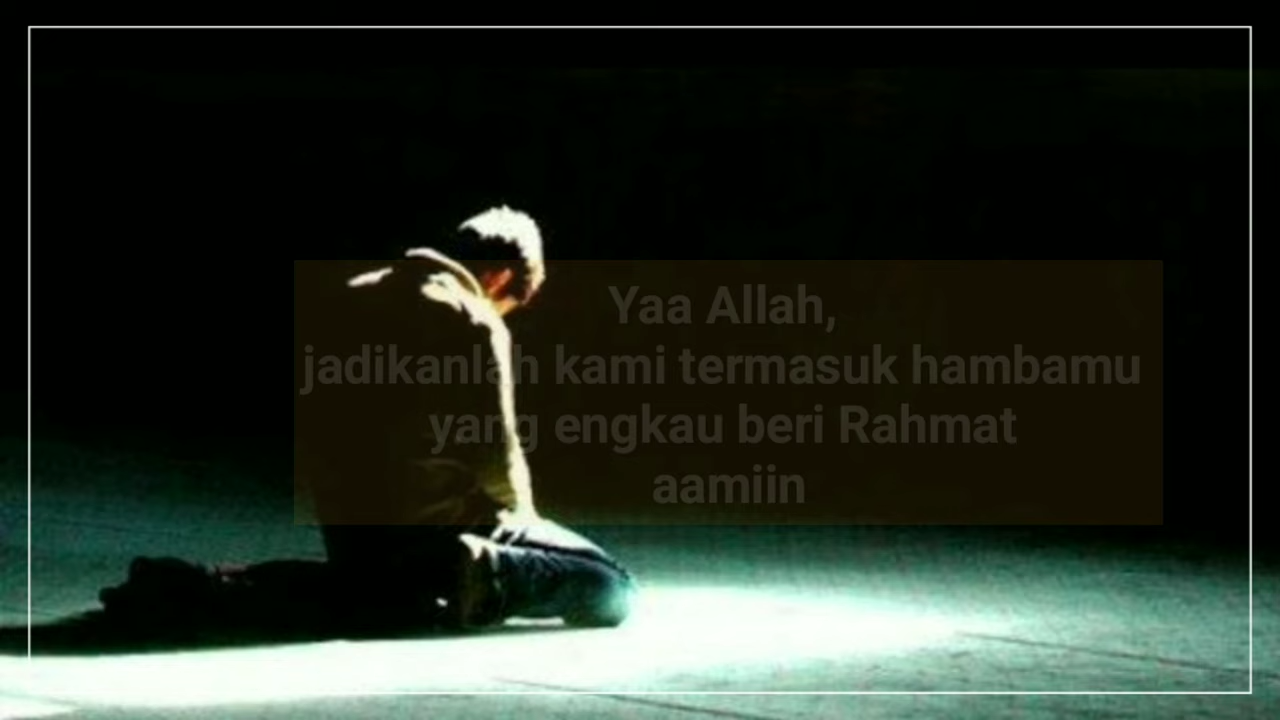 Yaa Allah,
jadikanlah kami termasuk hambamu
yang engkau beri Rahmat
aamiin